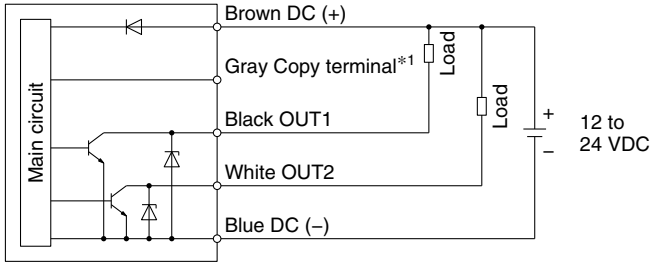 Brown DC (+)
Gray Copy terminal*1
Black OUT1
White OUT2
Blue DC (−)
Main circuit
Load
Load
+
−
12 to
24 VDC